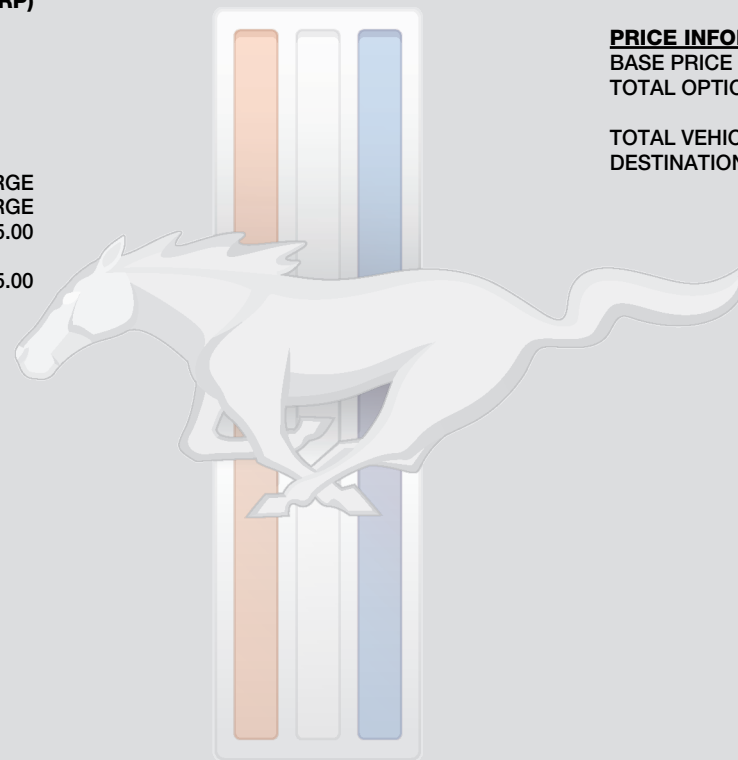 RP)
RGE
RGE
5.00
5.00
PRICE INFO
BASE PRICE
TOTAL OPTIO
TOTAL VEHIC
DESTINATION